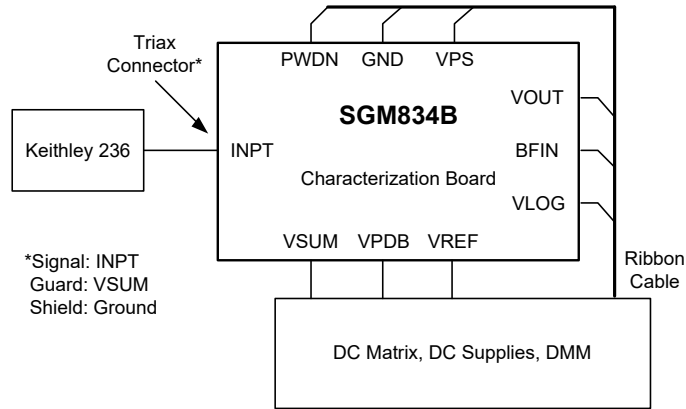 Triax
Connector*
PWDN GND VPS
SGM834B
VOUT
Keithley 236
INPT
BFIN
Characterization Board
VLOG
VSUM VPDB VREF
*Signal: INPT
Guard: VSUM
Shield: Ground
Ribbon
Cable
DC Matrix, DC Supplies, DMM